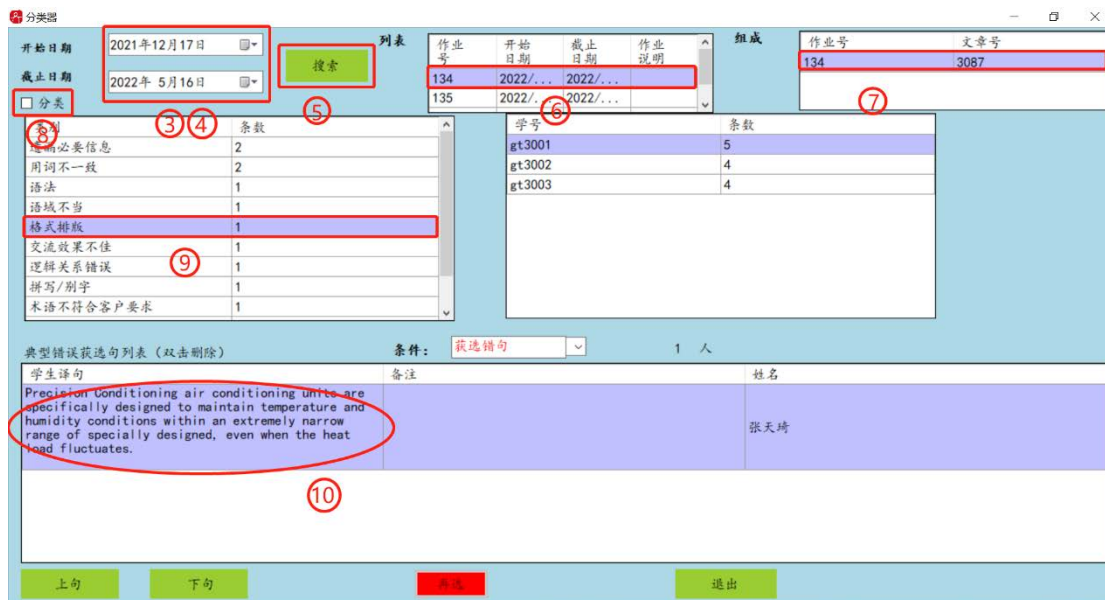 分类器
开始日期
2021年12月17日
截止日期
2022年 5月16日
搜索
分类
③④
⑤
⑧
列表
作业号 开始日期 截止日期 作业说明
134 2022/... 2022/...
135 2022/... 2022/...
⑥
组成
作业号 文章号
134 3087
⑦
类别 条数
必要信息 2
用词不一致 2
语法 1
语域不当 1
格式排版 1
交流效果不佳 1
逻辑关系错误 1
拼写/别字 1
术语不符合客户要求 1
⑨
学号 条数
gt3001 5
gt3002 4
gt3003 4
典型错误获选句列表（双击删除）
条件：
获选错句
1 人
学生译句 备注 姓名
Precision Conditioning air conditioning units are
specifically designed to maintain temperature and
humidity conditions within an extremely narrow
range of specially designed, even when the heat
load fluctuates.
张天琦
⑩
上句
下句
再选
退出